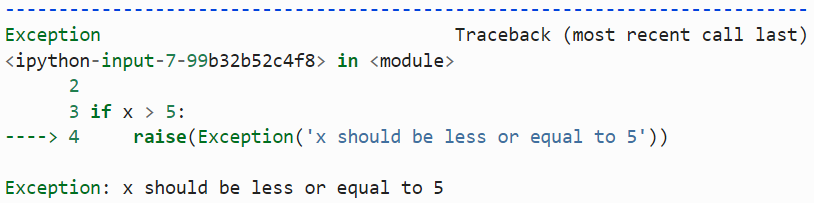 ---------------------------------------------------------------------------
Exception                                 Traceback (most recent call last)
<ipython-input-7-99b32b52c4f8> in <module>
      2
      3 if x > 5:
----> 4     raise(Exception('x should be less or equal to 5'))
Exception: x should be less or equal to 5